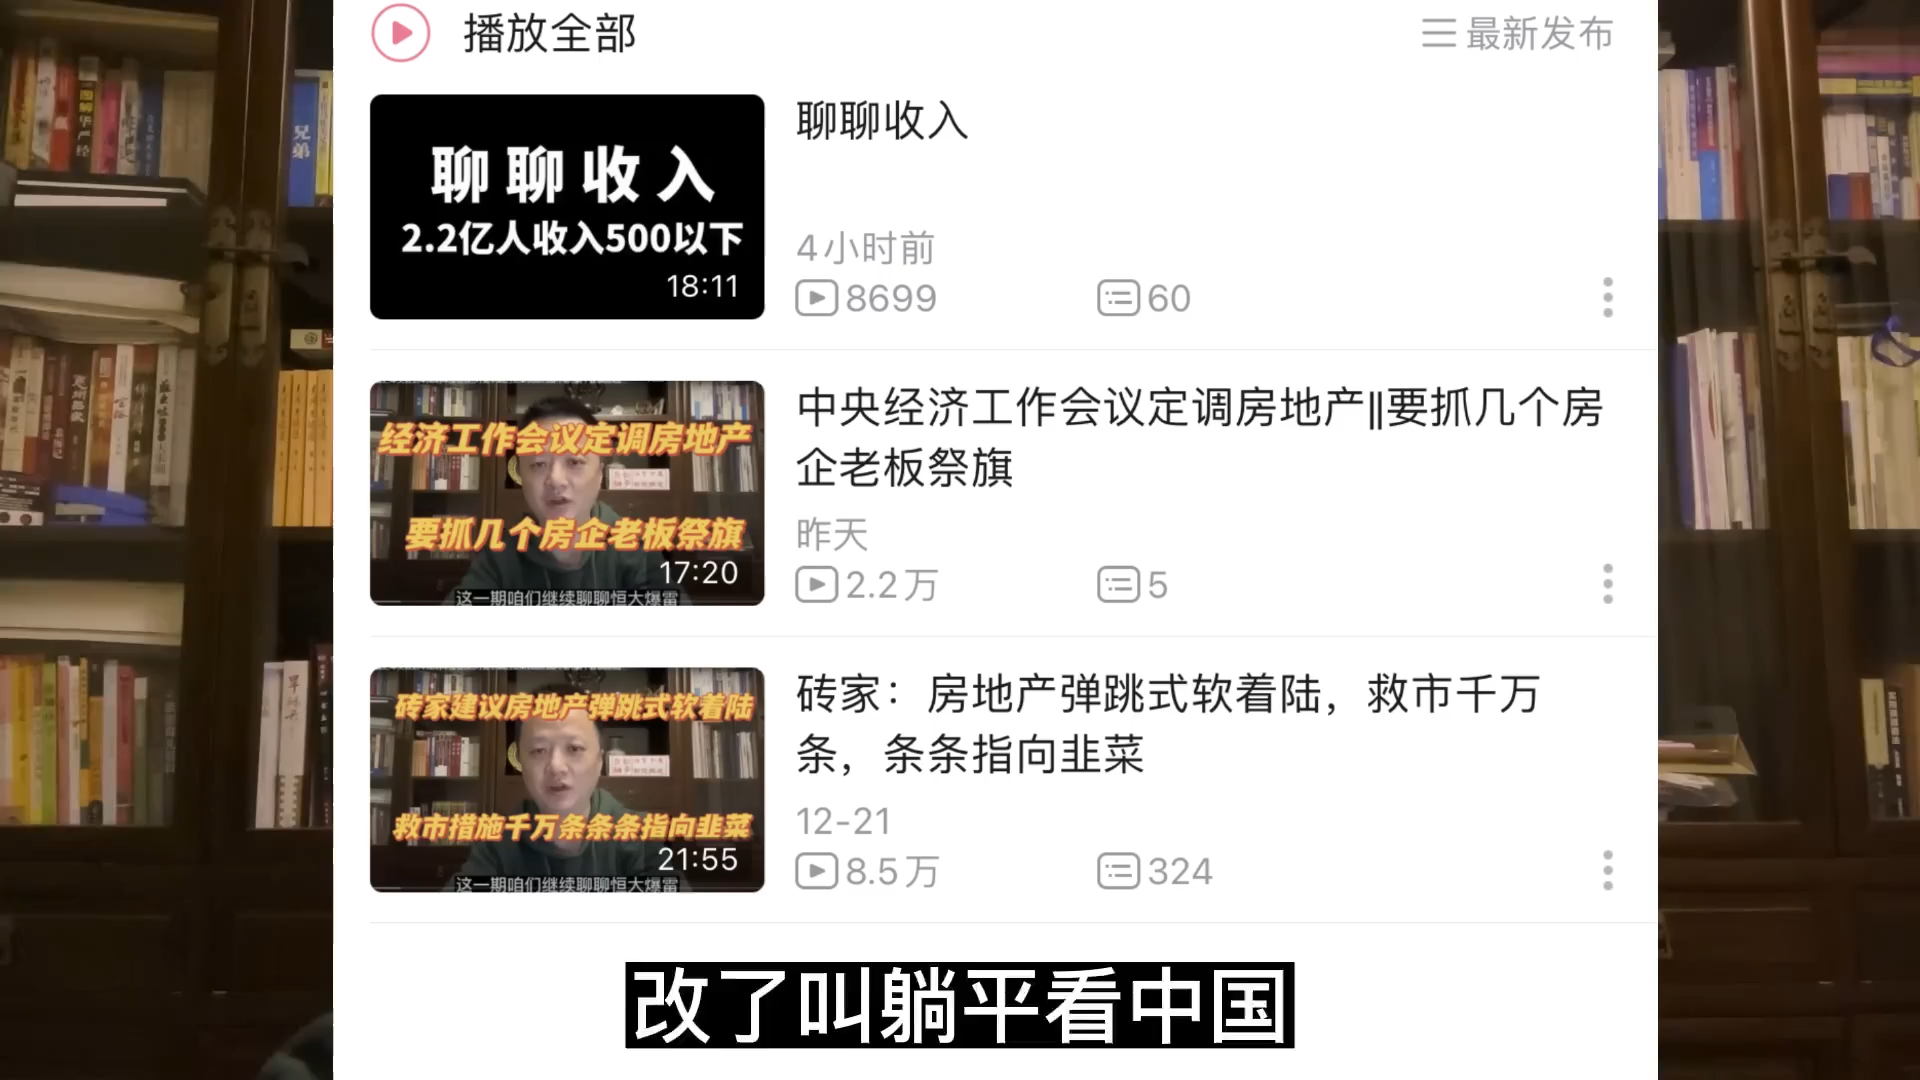 播放全部
最新发布
聊聊收入
2.2亿人收入500以下
18:11
聊聊收入
4小时前
8699
60
经济工作会议定调房地产
要抓几个房企老板祭旗
17:20
这一期咱们继续聊聊恒大爆雷
中央经济工作会议定调房地产||要抓几个房
企老板祭旗
昨天
2.2万
5
砖家建议房地产弹跳式软着陆
救市措施千万条条条指向韭菜
21:55
这一期咱们继续聊聊恒大爆雷
砖家：房地产弹跳式软着陆，救市千万
条，条条指向韭菜
12-21
8.5万
324
改了叫躺平看中国
兄弟
图解华严经